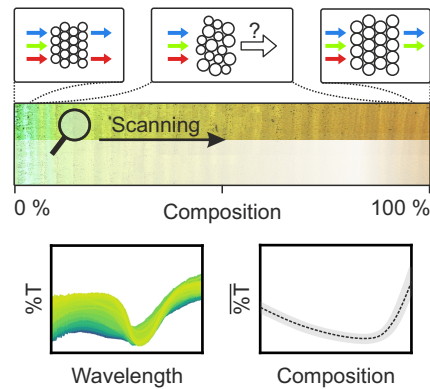 ?
Scanning
0 % Composition 100 %
%T %T
Wavelength Composition